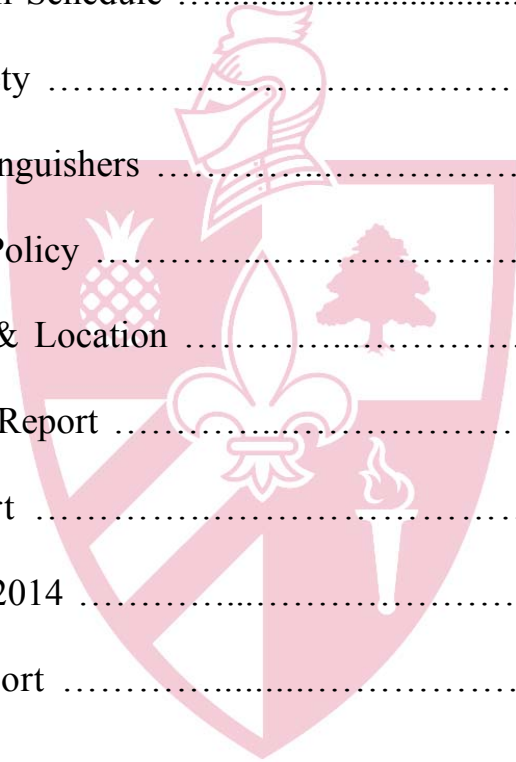 Schedule ………………………
ty ………………………
nguishers ………………………
Policy ………………………
& Location ………………………
Report ………………………
rt ………………………
2014 ………………………
ort ………………………